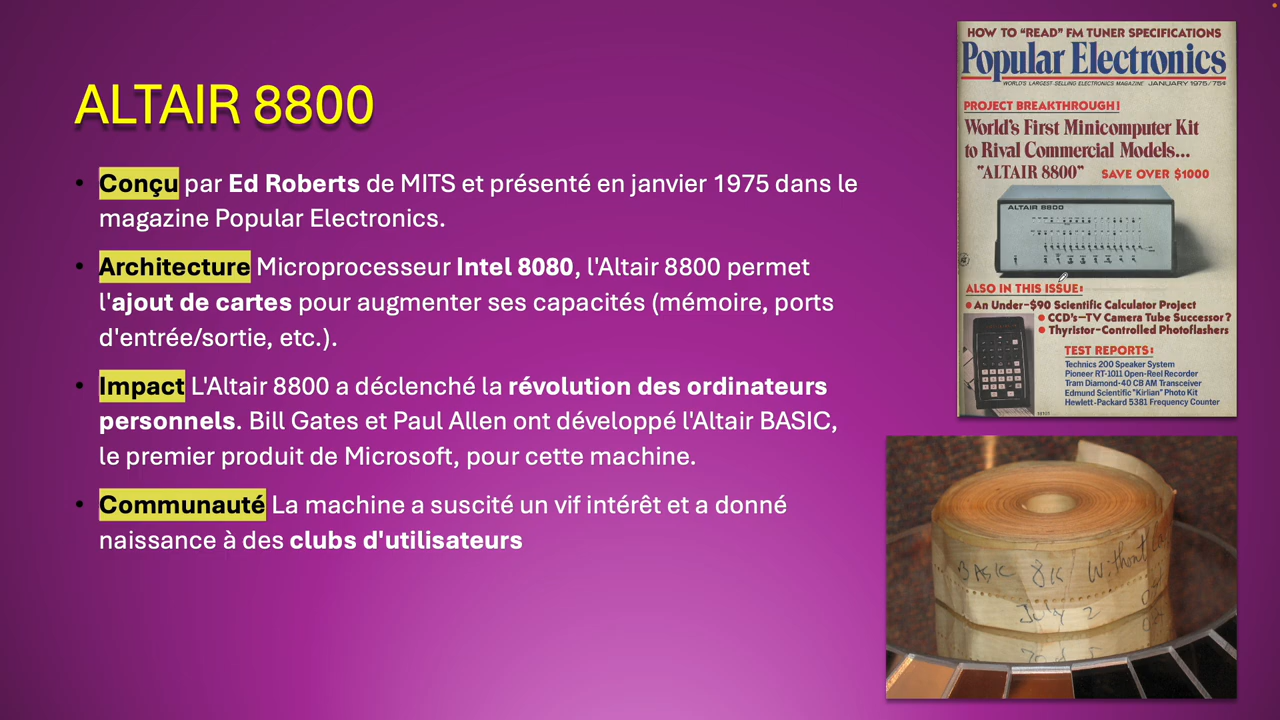 ALTAIR 8800
• Conçu par Ed Roberts de MITS et présenté en janvier 1975 dans le
magazine Popular Electronics.
• Architecture Microprocesseur Intel 8080, l'Altair 8800 permet
l'ajout de cartes pour augmenter ses capacités (mémoire, ports
d'entrée/sortie, etc.).
• Impact L'Altair 8800 a déclenché la révolution des ordinateurs
personnels. Bill Gates et Paul Allen ont développé l'Altair BASIC,
le premier produit de Microsoft, pour cette machine.
• Communauté La machine a suscité un vif intérêt et a donné
naissance à des clubs d'utilisateurs
HOW TO "READ" FM TUNER SPECIFICATIONS
Popular Electronics
WORLD'S LARGEST-SELLING ELECTRONICS MAGAZINE JANUARY 1975/75¢
PROJECT BREAKTHROUGH!
World's First Minicomputer Kit
to Rival Commercial Models...
"ALTAIR 8800" SAVE OVER $1000
ALTAIR 8800
ALSO IN THIS ISSUE:
• An Under-$90 Scientific Calculator Project
• CCD's—TV Camera Tube Successor?
• Thyristor-Controlled Photoflashers
TEST REPORTS:
Technics 200 Speaker System
Pioneer RT-1011 Open-Reel Recorder
Tram Diamond-40 CB AM Transceiver
Edmund Scientific "Kirlian" Photo Kit
Hewlett-Packard 5381 Frequency Counter
BASIC 8K Without
July 2